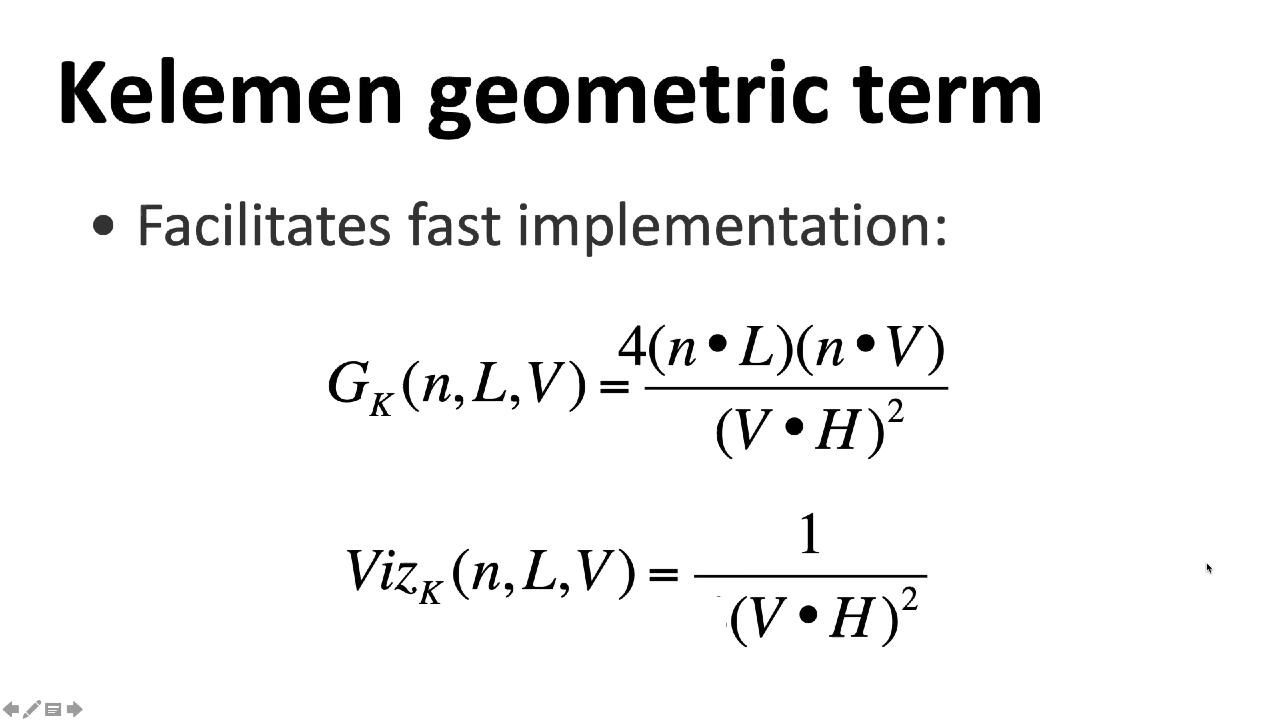 Kelemen geometric term
• Facilitates fast implementation:
G_K(n,L,V) = 4(n•L)(n•V) / (V•H)²
Viz_K(n,L,V) = 1 / (V•H)²